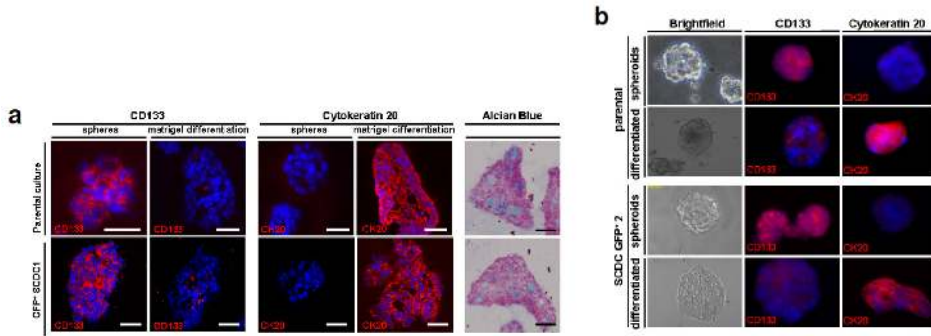 a
CD133
Cytokeratin 20
Alcian Blue
spheres
matrigel differentiation
spheres
matrigel differentiation
Parental culture
CD133
CD133
CK20
CK20
GFP⁺ SCDC1
CD133
CD133
CK20
CK20
b
Brightfield
CD133
Cytokeratin 20
parental
spheroids
CD133
CK20
differentiated
CD133
CK20
SCDC GFP⁺ 2
spheroids
CD133
CK20
differentiated
CD133
CK20